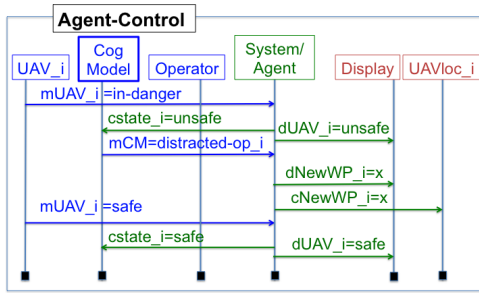 Agent-Control
UAV_i
Cog
Model
Operator
System/
Agent
Display
UAVloc_i
mUAV_i=in-danger
cstate_i=unsafe
dUAV_i=unsafe
mCM=distracted-op_i
dNewWP_i=x
cNewWP_i=x
mUAV_i=safe
cstate_i=safe
dUAV_i=safe